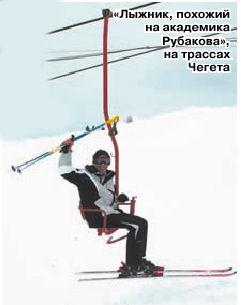 «Лыжник, похожий
на академика
Рубакова»,
на трассах
Чегета